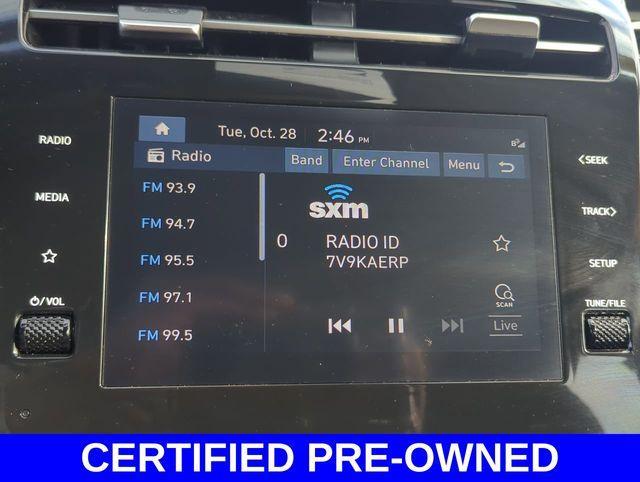 Tue, Oct. 28 2:46 PM
RADIO
Radio Band Enter Channel Menu
SEEK
FM 93.9
MEDIA
sxm
TRACK
FM 94.7
0 RADIO ID
7V9KAERP
FM 95.5
SETUP
FM 97.1
SCAN
VOL
TUNE/FILE
Live
FM 99.5
CERTIFIED PRE-OWNED